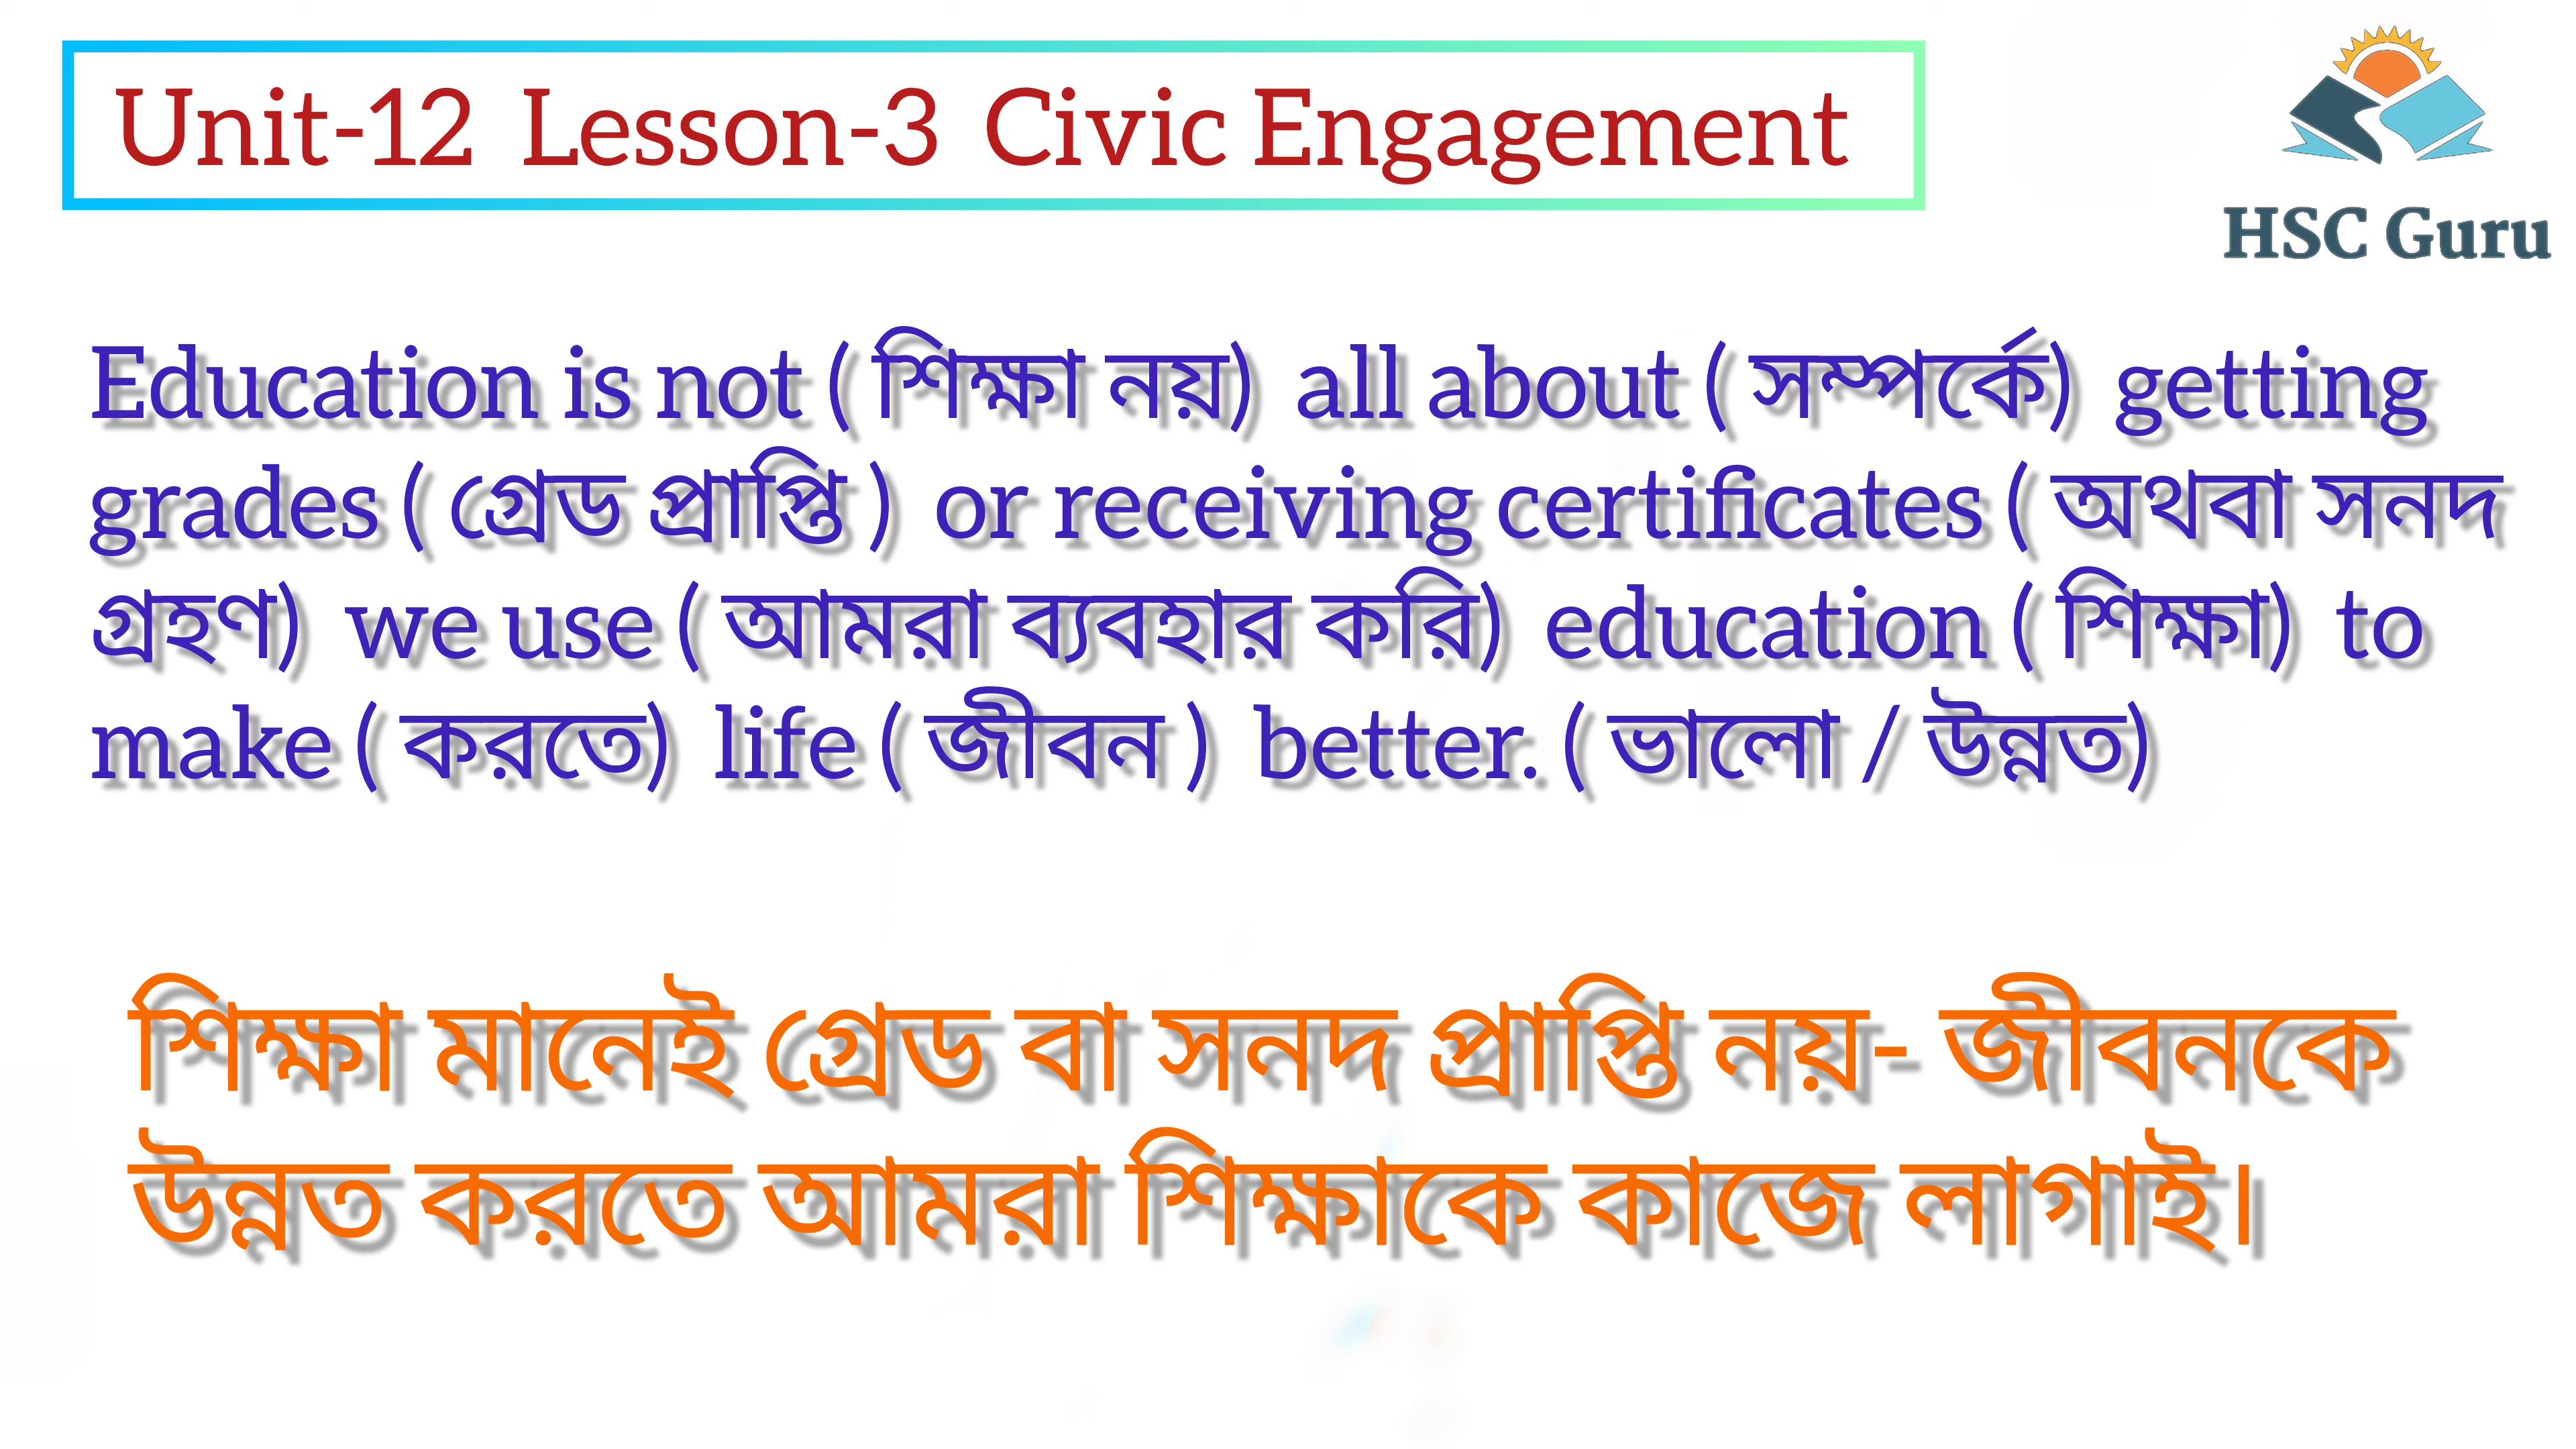 Unit-12 Lesson-3 Civic Engagement
HSC Guru
Education is not ( শিক্ষা নয়) all about ( সম্পর্কে) getting
grades ( গ্রেড প্রাপ্তি ) or receiving certificates ( অথবা সনদ
গ্রহণ) we use ( আমরা ব্যবহার করি) education ( শিক্ষা) to
make ( করতে) life ( জীবন ) better. ( ভালো / উন্নত)
শিক্ষা মানেই গ্রেড বা সনদ প্রাপ্তি নয়- জীবনকে
উন্নত করতে আমরা শিক্ষাকে কাজে লাগাই।